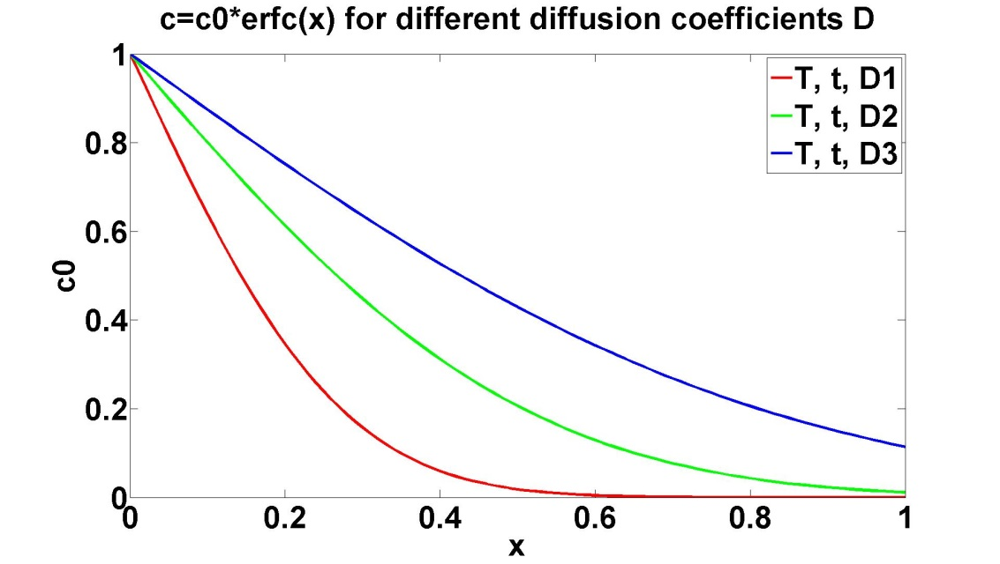 c=c0*erfc(x) for different diffusion coefficients D
T, t, D1
T, t, D2
T, t, D3
1
0.8
0.6
0.4
0.2
0
c0
0 0.2 0.4 0.6 0.8 1
x